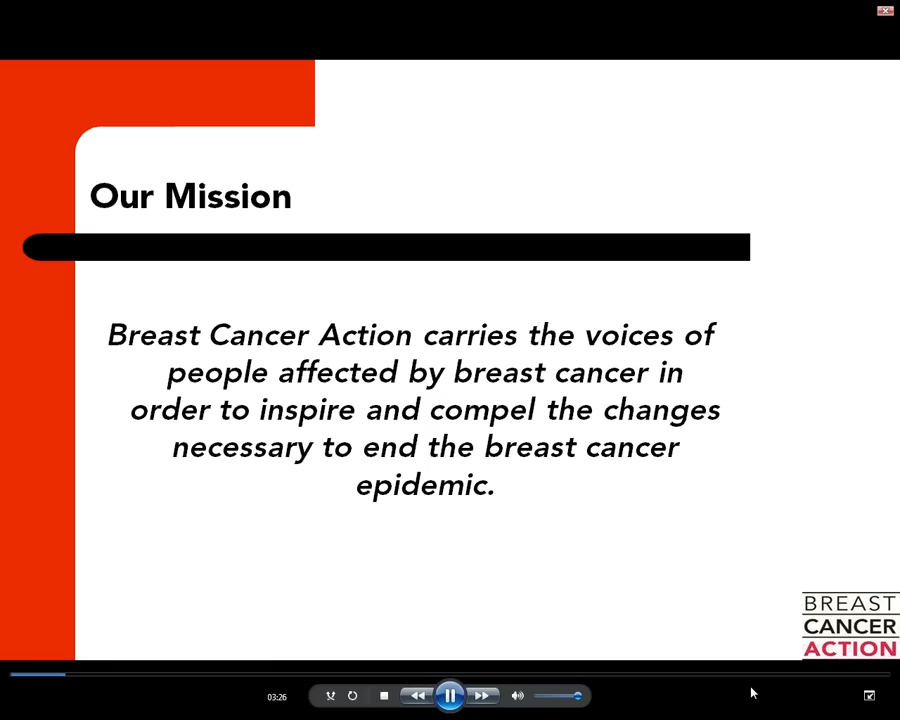 Our Mission
Breast Cancer Action carries the voices of
people affected by breast cancer in
order to inspire and compel the changes
necessary to end the breast cancer
epidemic.
BREAST
CANCER
ACTION
03:26